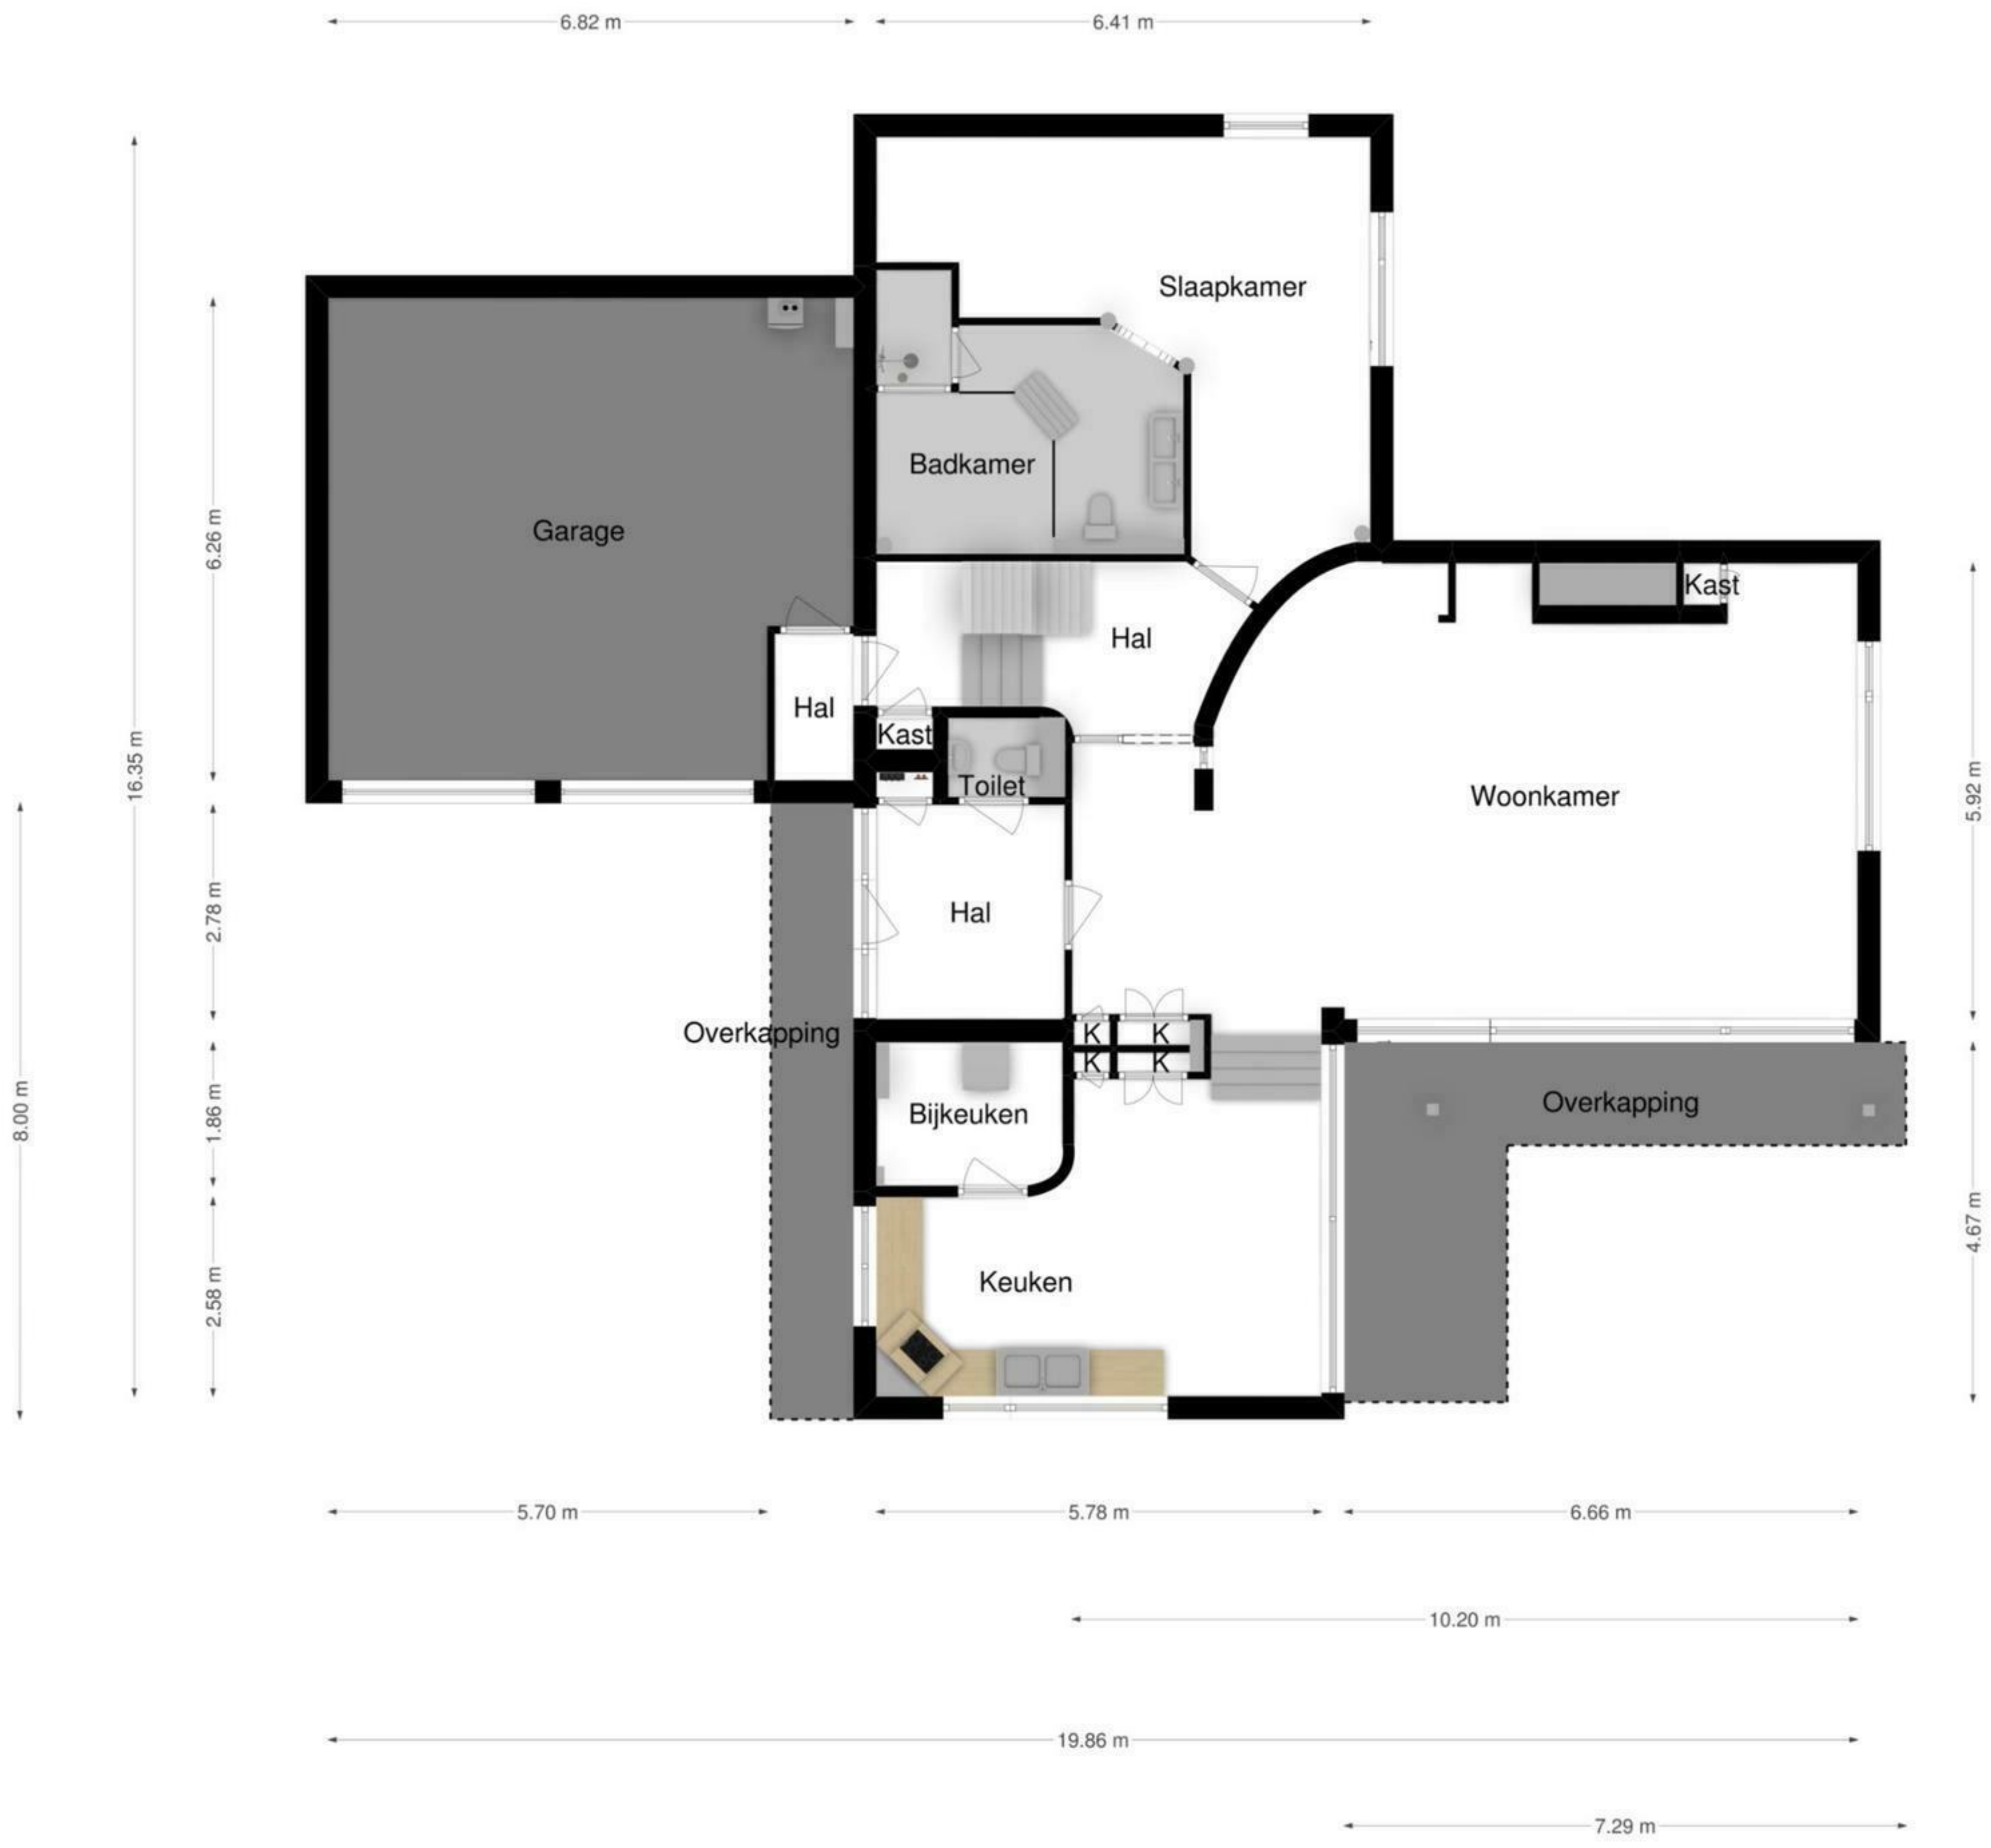 6.82 m
6.41 m
Slaapkamer
Badkamer
Garage
6.26 m
Kast
Hal
Hal
Kast
16.35 m
Toilet
Woonkamer
5.92 m
Hal
2.78 m
Overkapping
K
K
K
K
8.00 m
1.86 m
Bijkeuken
Overkapping
4.67 m
Keuken
2.58 m
5.70 m
5.78 m
6.66 m
10.20 m
19.86 m
7.29 m